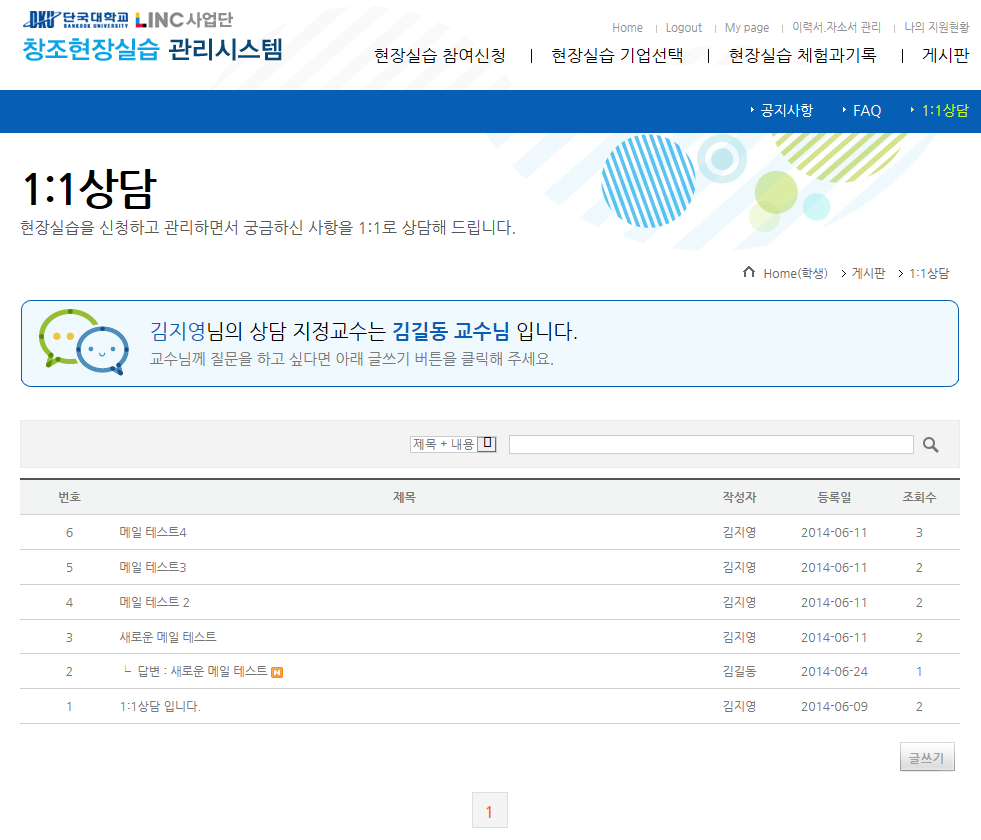 DKU 단국대학교 LINC사업단
DANKOOK UNIVERSITY
창조현장실습 관리시스템
Home Logout My page 이력서.자소서 관리 나의 지원현황
현장실습 참여신청 | 현장실습 기업선택 | 현장실습 체험과기록 | 게시판
공지사항 FAQ 1:1상담
1:1상담
현장실습을 신청하고 관리하면서 궁금하신 사항을 1:1로 상담해 드립니다.
Home(학생) > 게시판 > 1:1상담
김지영님의 상담 지정교수는 김길동 교수님 입니다.
교수님께 질문을 하고 싶다면 아래 글쓰기 버튼을 클릭해 주세요.
제목 + 내용
번호 제목 작성자 등록일 조회수
6 메일 테스트4 김지영 2014-06-11 3
5 메일 테스트3 김지영 2014-06-11 2
4 메일 테스트 2 김지영 2014-06-11 2
3 새로운 메일 테스트 김지영 2014-06-11 2
2 └ 답변 : 새로운 메일 테스트 N 김길동 2014-06-24 1
1 1:1상담 입니다. 김지영 2014-06-09 2
글쓰기
1